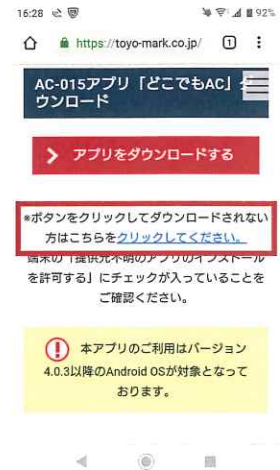 16:28
92%
https://toyo-mark.co.jp/
1
AC-015アプリ「どこでもAC」
ウンロード
アプリをダウンロードする
※ボタンをクリックしてダウンロードされない
方はこちらをクリックしてください。
端末の「提供元不明のアプリのインストール
を許可する」にチェックが入っていることを
ご確認ください。
本アプリのご利用はバージョン
4.0.3以降のAndroid OSが対象となって
おります。